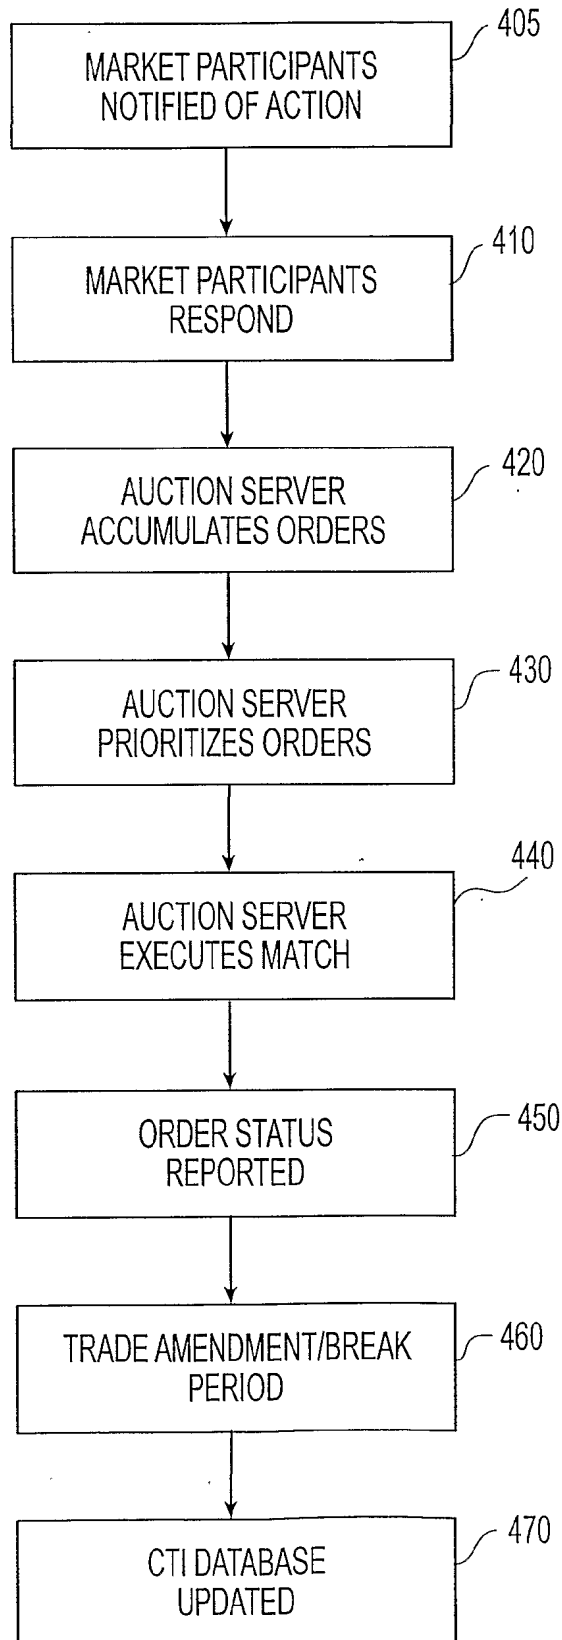 405
MARKET PARTICIPANTS
NOTIFIED OF ACTION
410
MARKET PARTICIPANTS
RESPOND
420
AUCTION SERVER
ACCUMULATES ORDERS
430
AUCTION SERVER
PRIORITIZES ORDERS
440
AUCTION SERVER
EXECUTES MATCH
450
ORDER STATUS
REPORTED
460
TRADE AMENDMENT/BREAK
PERIOD
470
CTI DATABASE
UPDATED